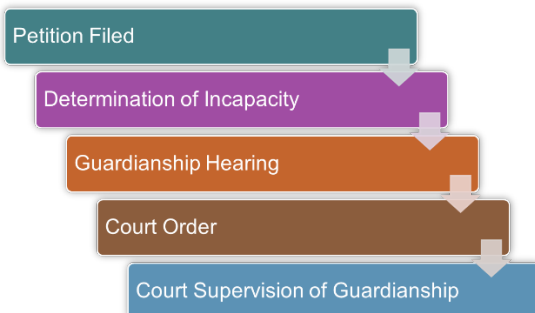 Petition Filed
Determination of Incapacity
Guardianship Hearing
Court Order
Court Supervision of Guardianship